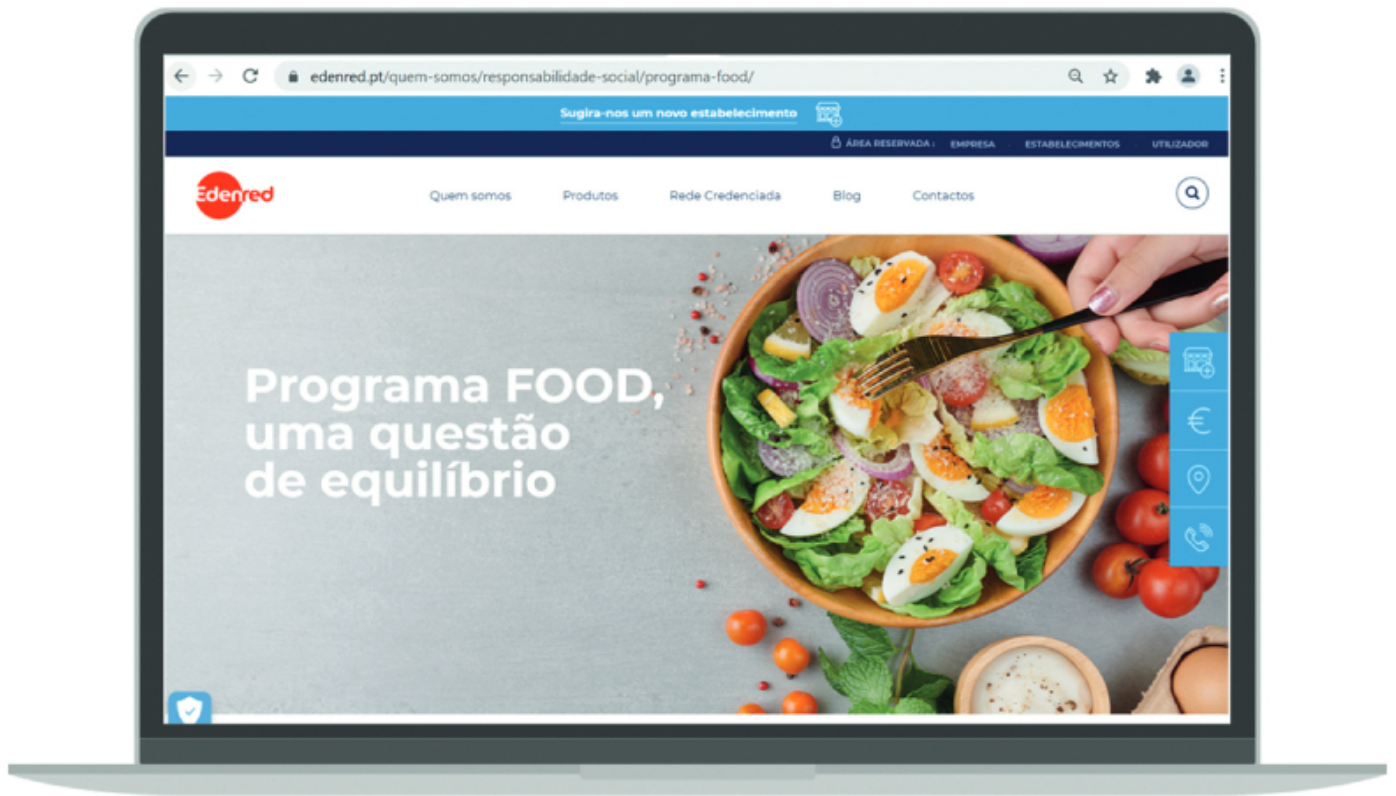 edenred.pt/quem-somos/responsabilidade-social/programa-food/
Sugira-nos um novo estabelecimento
ÁREA RESERVADA : EMPRESA · ESTABELECIMENTOS · UTILIZADOR
Edenred
Quem somos Produtos Rede Credenciada Blog Contactos
Programa FOOD,
uma questão
de equilíbrio
€